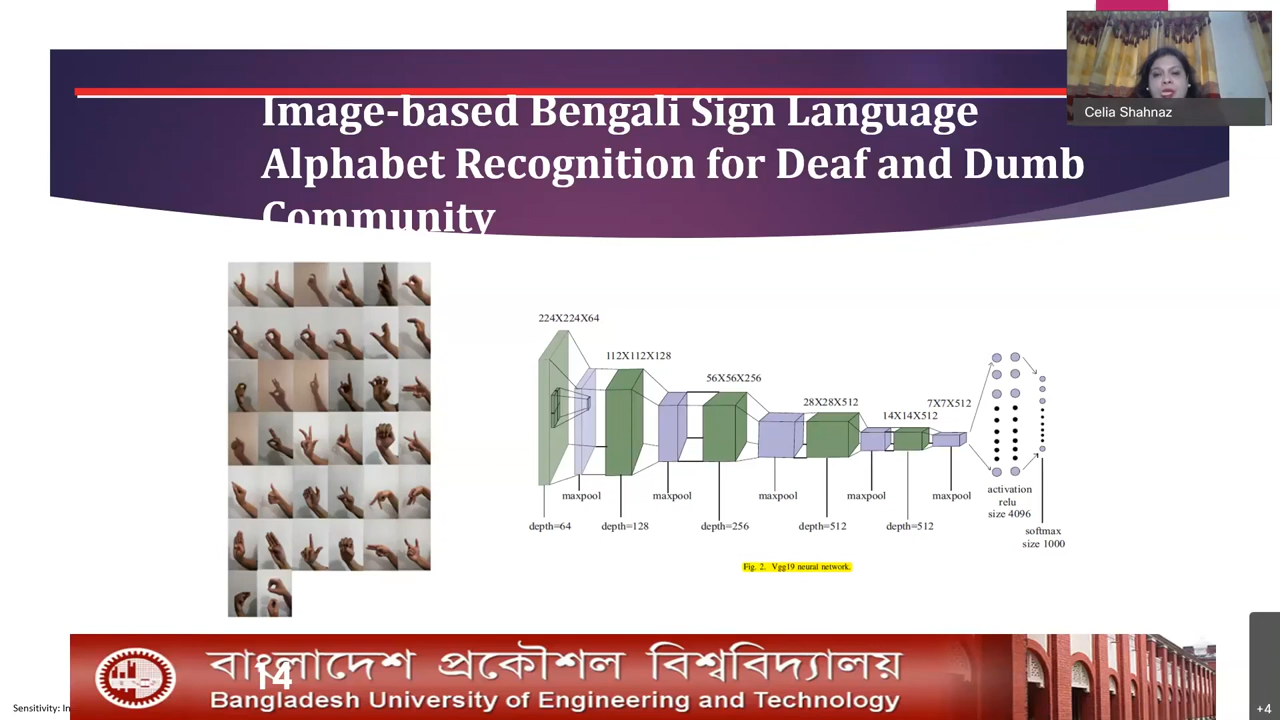 Celia Shahnaz
Image-based Bengali Sign Language
Alphabet Recognition for Deaf and Dumb
Community
224X224X64
112X112X128
56X56X256
28X28X512
14X14X512
7X7X512
maxpool
maxpool
maxpool
maxpool
maxpool
depth=64
depth=128
depth=256
depth=512
depth=512
activation
relu
size 4096
softmax
size 1000
Fig. 2. Vgg19 neural network.
বাংলাদেশ প্রকৌশল বিশ্ববিদ্যালয়
14
Bangladesh University of Engineering and Technology
Sensitivity: In
+4